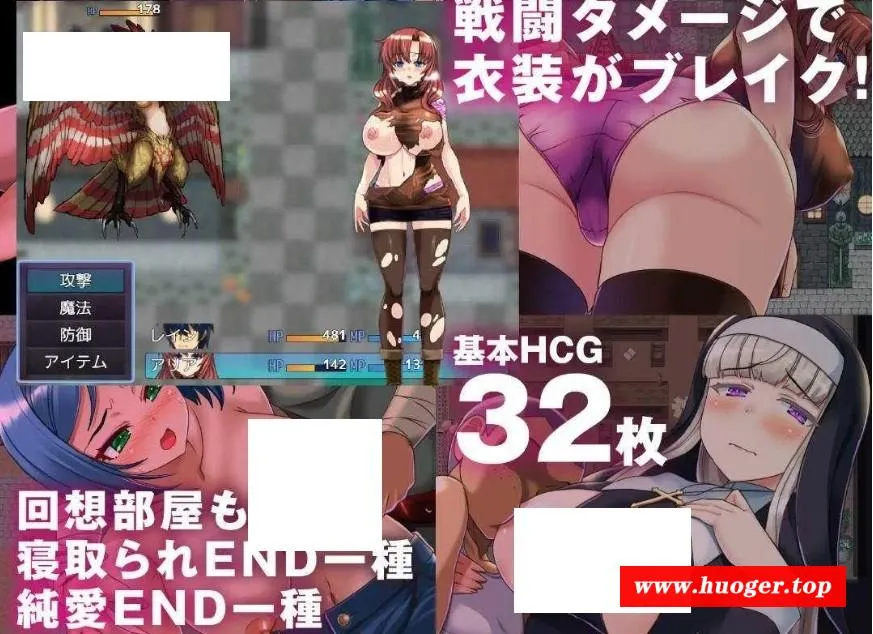 178
戦闘ダメージで
衣装がブレイク!
攻撃
魔法
防御
アイテム
HP 481 MP 4
アリア HP 142 MP 13
基本HCG
32枚
回想部屋も
寝取られEND一種
純愛END一種
www.huoger.top